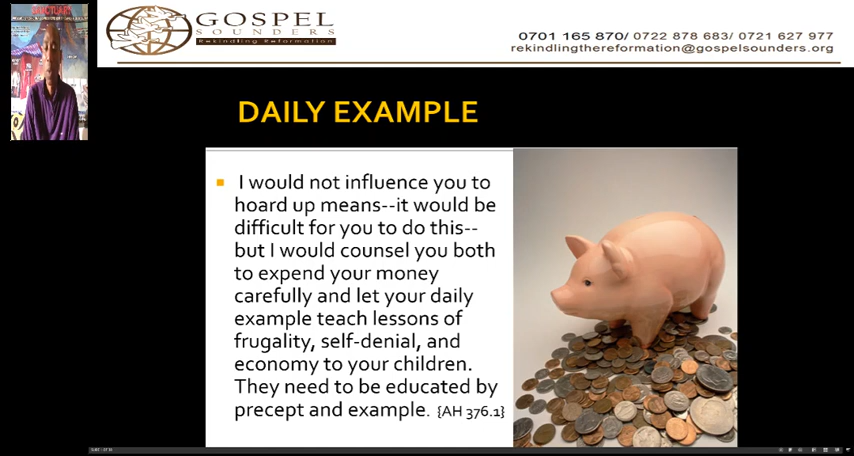 SANCTUARY
GOSPEL
SOUNDERS
Rekindling Reformation
0701 165 870/ 0722 878 683/ 0721 627 977
rekindlingthereformation@gospelsounders.org
DAILY EXAMPLE
I would not influence you to
hoard up means--it would be
difficult for you to do this--
but I would counsel you both
to expend your money
carefully and let your daily
example teach lessons of
frugality, self-denial, and
economy to your children.
They need to be educated by
precept and example. {AH 376.1}